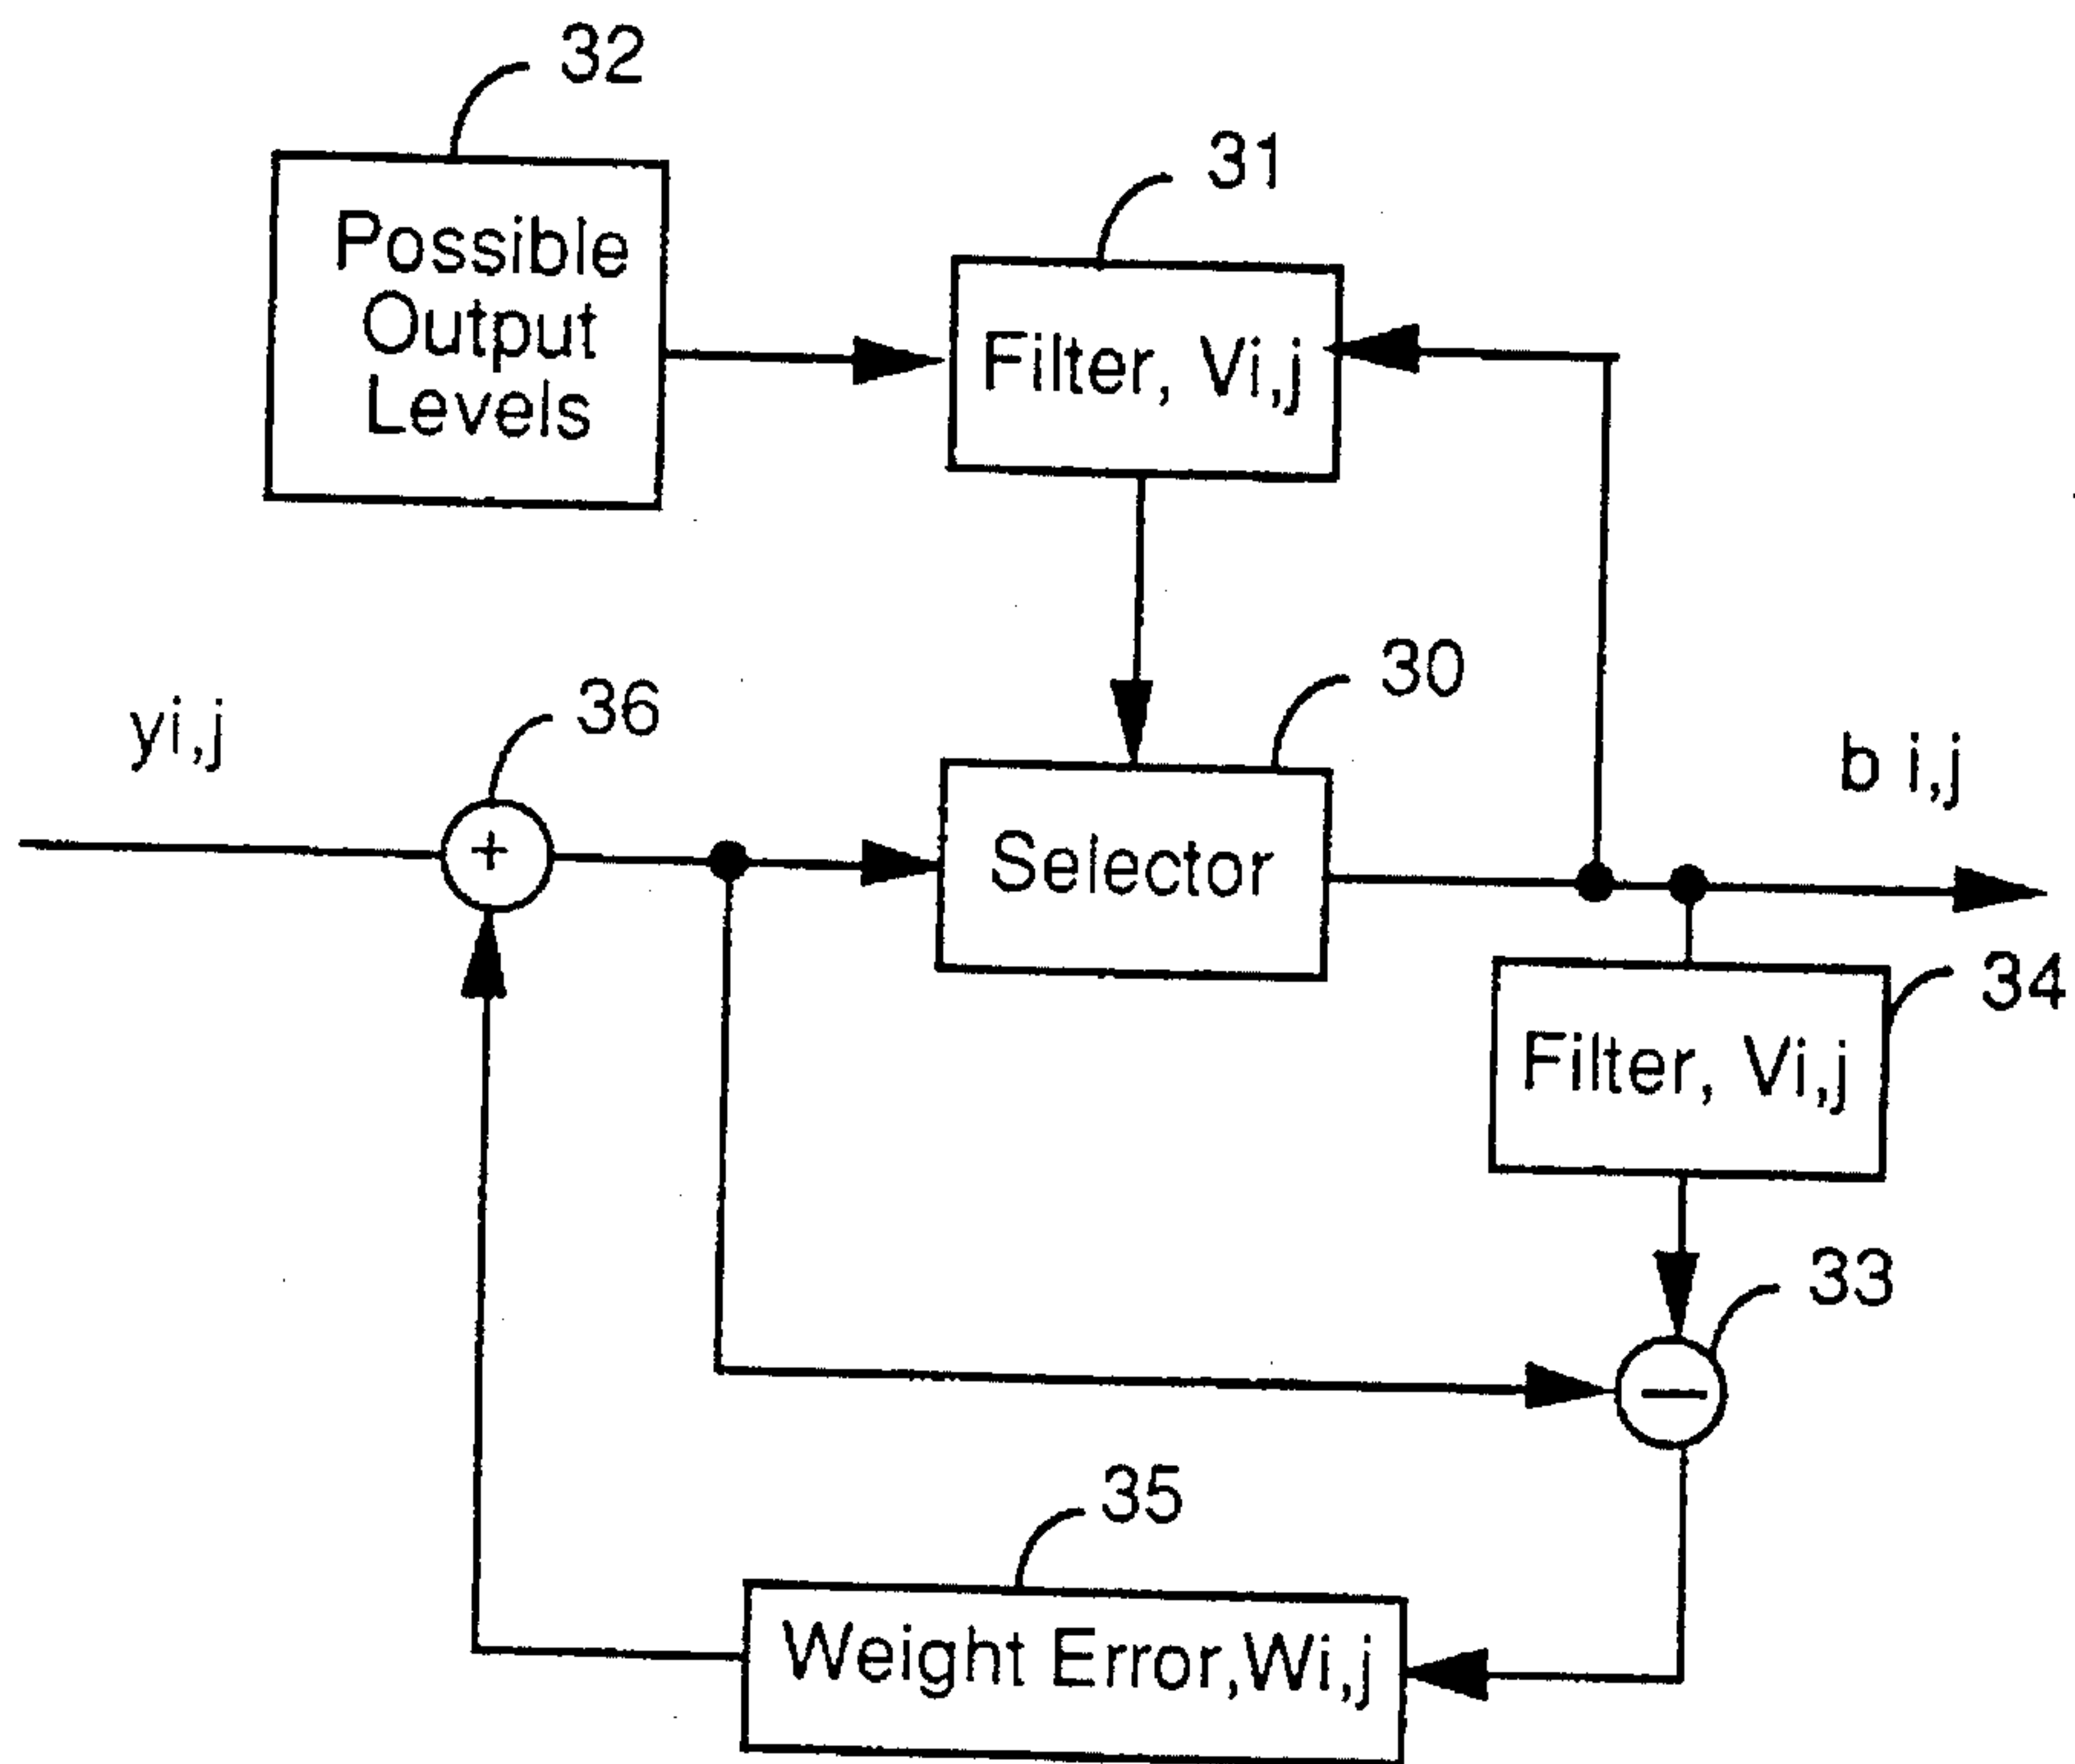 32
Possible
Output
Levels
31
Filter, Vi,j
30
36
yi,j
+
Selector
b i,j
34
Filter, Vi,j
33
−
35
Weight Error,Wi,j